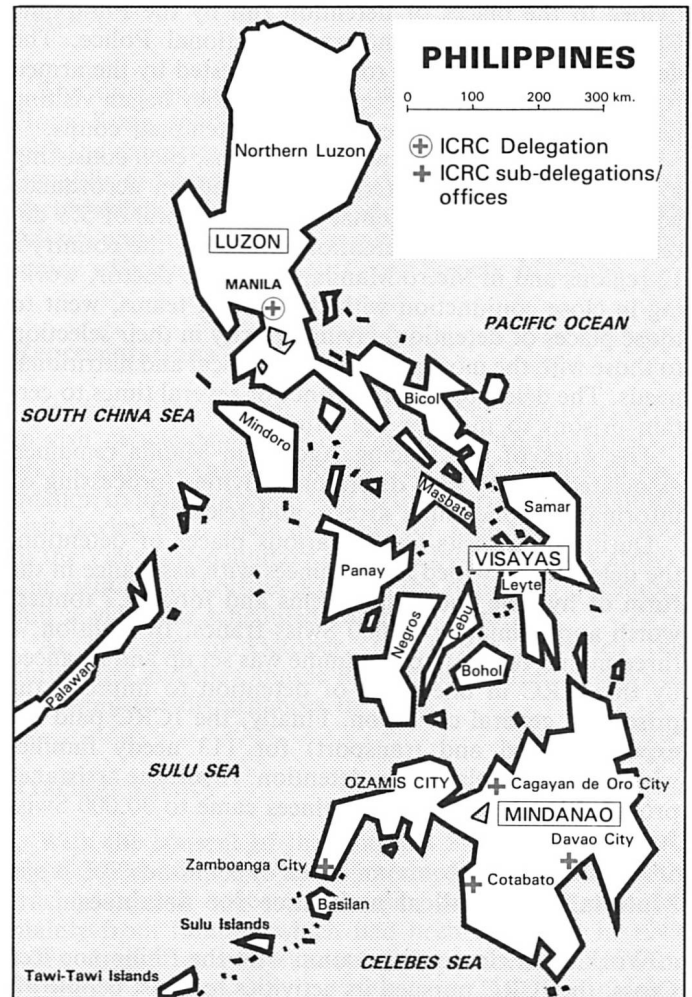 PHILIPPINES
0 100 200 300 km.
ICRC Delegation
ICRC sub-delegations/
offices
Northern Luzon
LUZON
MANILA
PACIFIC OCEAN
Bicol
SOUTH CHINA SEA
Mindoro
Masbate
Samar
VISAYAS
Panay
Leyte
Negros
Cebu
Bohol
Palawan
SULU SEA
OZAMIS CITY
Cagayan de Oro City
MINDANAO
Davao City
Zamboanga City
Cotabato
Basilan
Sulu Islands
CELEBES SEA
Tawi-Tawi Islands